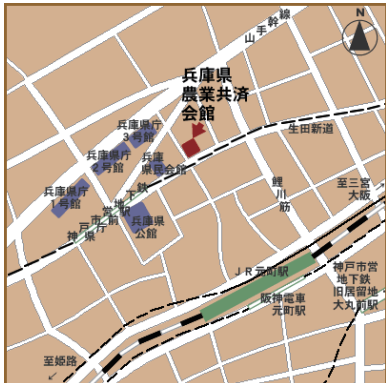 N
山手幹線
兵庫県
農業共済
会館
兵庫県庁
3号館
生田新道
兵庫県庁
2号館
兵庫
県民会館
兵庫県庁
1号館
地下鉄
神戸市営
県庁前駅
兵庫県
公館
鯉川筋
至三宮
大阪
JR元町駅
神戸市営
地下鉄
旧居留地
大丸前駅
阪神電車
元町駅
至姫路